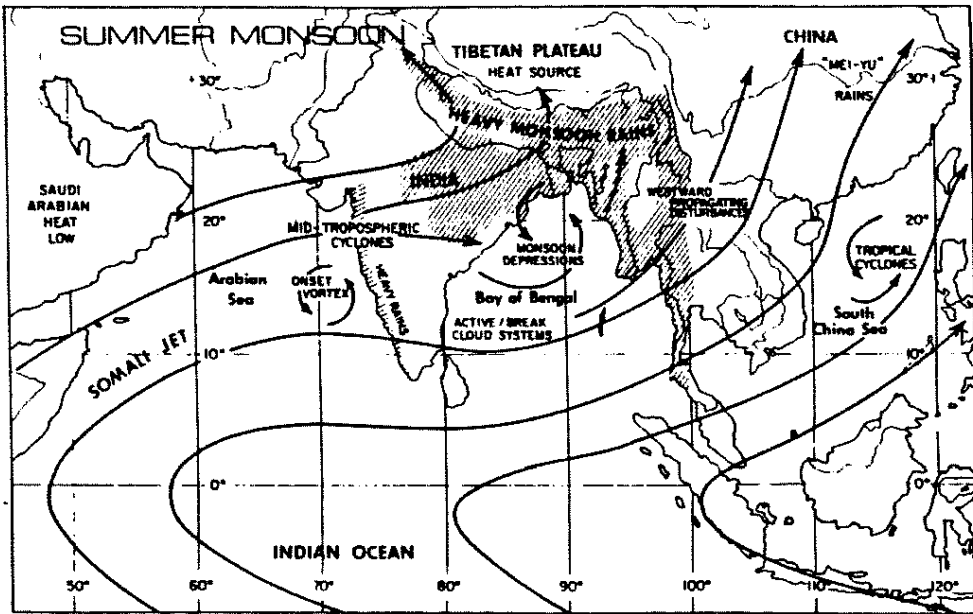 SUMMER MONSOON
TIBETAN PLATEAU
HEAT SOURCE
CHINA
"MEI-YU"
RAINS
+30°
30°+
HEAVY MONSOON RAINS
INDIA
SAUDI
ARABIAN
HEAT
LOW
20°
WESTWARD
PROPAGATING
DISTURBANCES
20°
MID-TROPOSPHERIC
CYCLONES
MONSOON
DEPRESSIONS
TROPICAL
CYCLONES
Arabian
Sea
ONSET
VORTEX
HEAVY RAINS
Bay of Bengal
ACTIVE/BREAK
CLOUD SYSTEMS
South
China Sea
SOMALI JET
10°
10°
0°
0°
INDIAN OCEAN
50°
60°
70°
80°
90°
100°
110°
120°